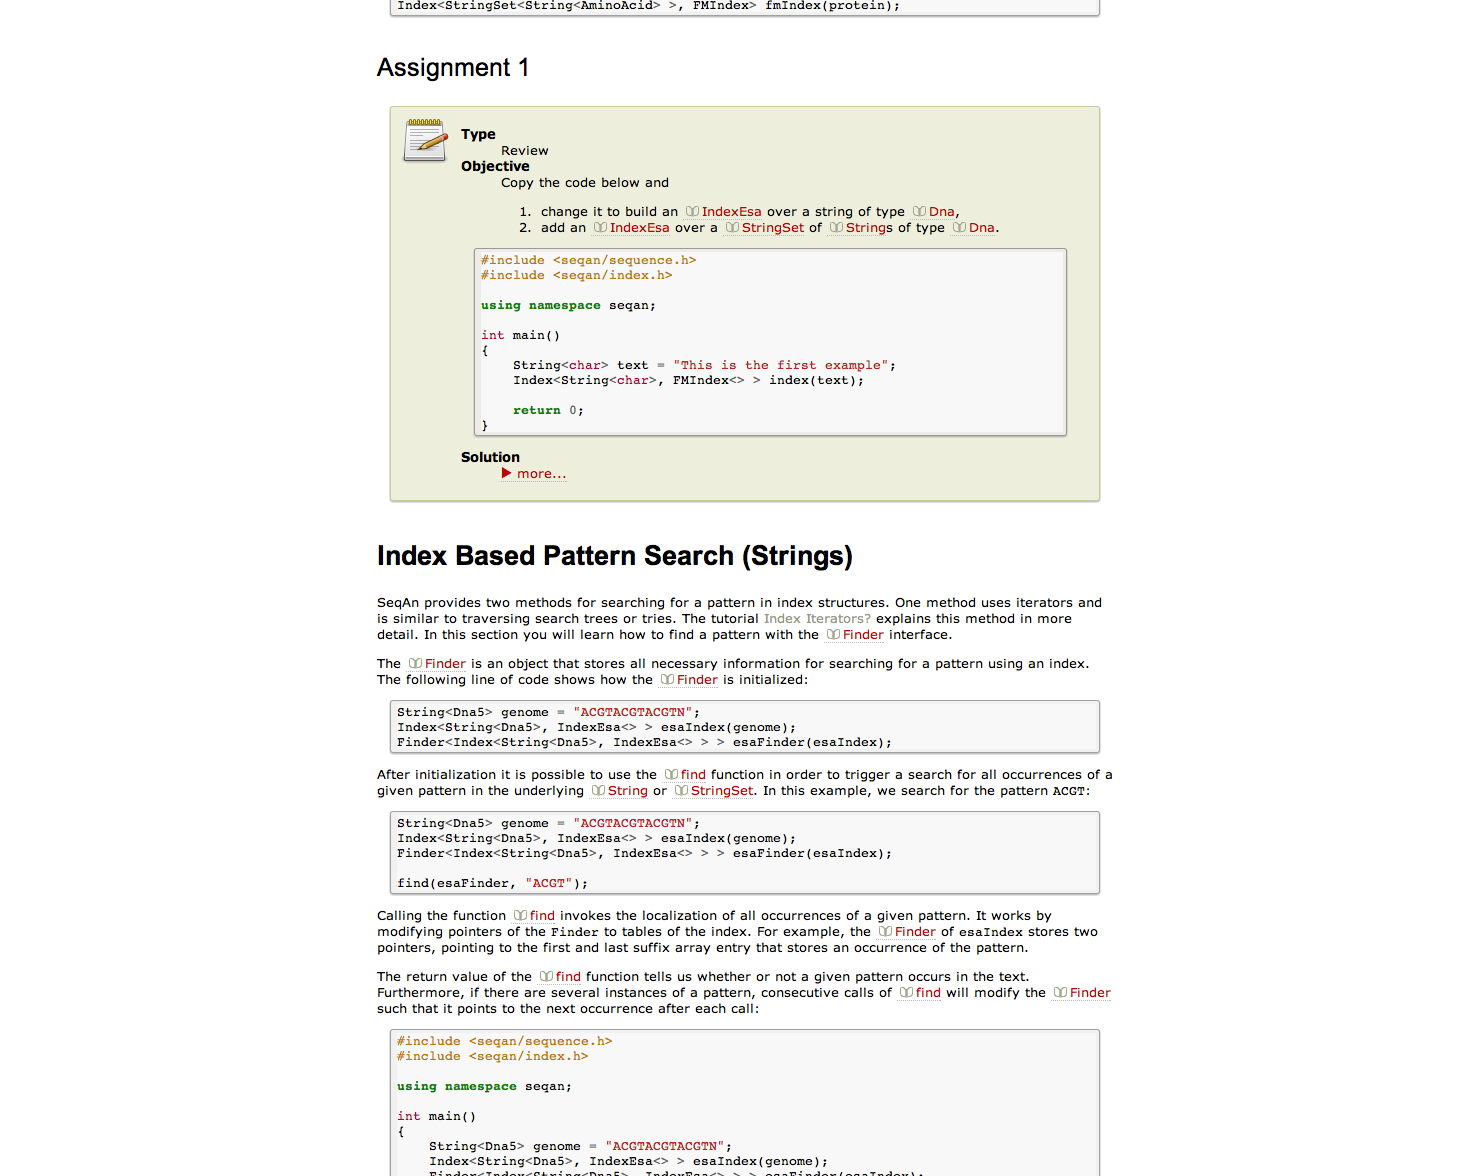 Index<StringSet<String<AminoAcid> >, FMIndex> fmIndex(protein);
Assignment 1
Type
Review
Objective
Copy the code below and
1. change it to build an IndexEsa over a string of type Dna,
2. add an IndexEsa over a StringSet of Strings of type Dna.
#include <seqan/sequence.h>
#include <seqan/index.h>
using namespace seqan;
int main()
{
String<char> text = "This is the first example";
Index<String<char>, FMIndex<> > index(text);
return 0;
}
Solution
more...
Index Based Pattern Search (Strings)
SeqAn provides two methods for searching for a pattern in index structures. One method uses iterators and
is similar to traversing search trees or tries. The tutorial Index Iterators? explains this method in more
detail. In this section you will learn how to find a pattern with the Finder interface.
The Finder is an object that stores all necessary information for searching for a pattern using an index.
The following line of code shows how the Finder is initialized:
String<Dna5> genome = "ACGTACGTACGTN";
Index<String<Dna5>, IndexEsa<> > esaIndex(genome);
Finder<Index<String<Dna5>, IndexEsa<> > > esaFinder(esaIndex);
After initialization it is possible to use the find function in order to trigger a search for all occurrences of a
given pattern in the underlying String or StringSet. In this example, we search for the pattern ACGT:
String<Dna5> genome = "ACGTACGTACGTN";
Index<String<Dna5>, IndexEsa<> > esaIndex(genome);
Finder<Index<String<Dna5>, IndexEsa<> > > esaFinder(esaIndex);
find(esaFinder, "ACGT");
Calling the function find invokes the localization of all occurrences of a given pattern. It works by
modifying pointers of the Finder to tables of the index. For example, the Finder of esaIndex stores two
pointers, pointing to the first and last suffix array entry that stores an occurrence of the pattern.
The return value of the find function tells us whether or not a given pattern occurs in the text.
Furthermore, if there are several instances of a pattern, consecutive calls of find will modify the Finder
such that it points to the next occurrence after each call:
#include <seqan/sequence.h>
#include <seqan/index.h>
using namespace seqan;
int main()
{
String<Dna5> genome = "ACGTACGTACGTN";
Index<String<Dna5>, IndexEsa<> > esaIndex(genome);
Finder<Index<String<Dna5>, IndexEsa<> > > esaFinder(esaIndex);